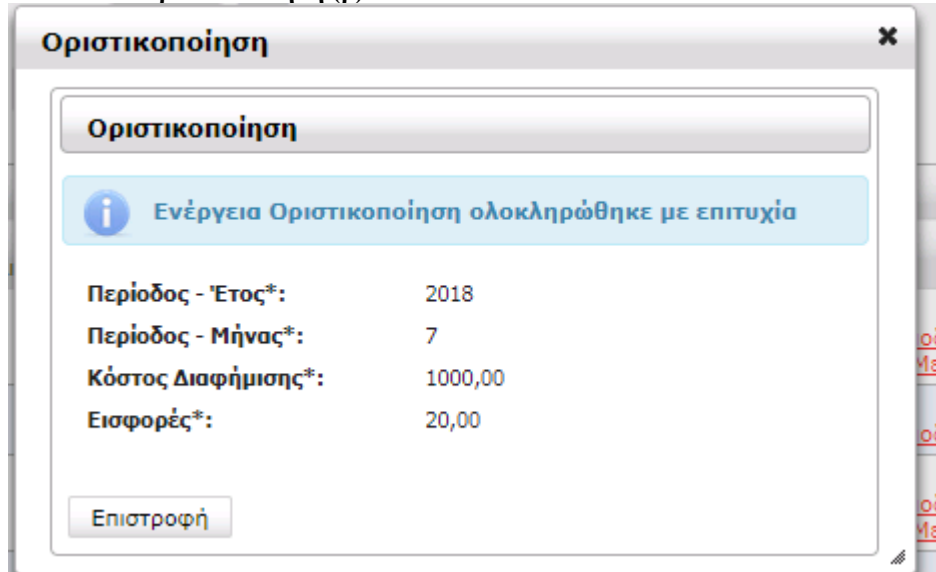 Οριστικοποίηση
Οριστικοποίηση
Ενέργεια Οριστικοποίηση ολοκληρώθηκε με επιτυχία
Περίοδος - Έτος*: 2018
Περίοδος - Μήνας*: 7
Κόστος Διαφήμισης*: 1000,00
Εισφορές*: 20,00
Επιστροφή